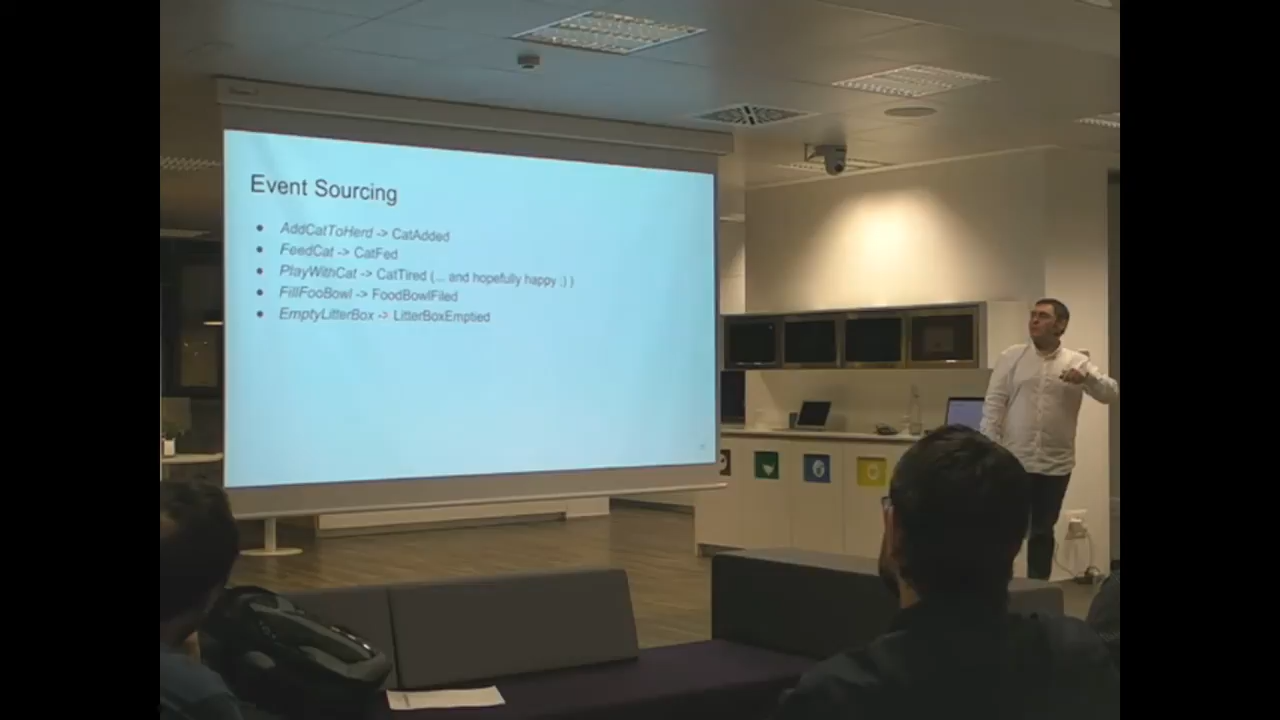 Event Sourcing
AddCatToHerd -> CatAdded
FeedCat -> CatFed
PlayWithCat -> CatTired (... and hopefully happy :) )
FillFooBowl -> FoodBowlFiled
EmptyLitterBox -> LitterBoxEmptied